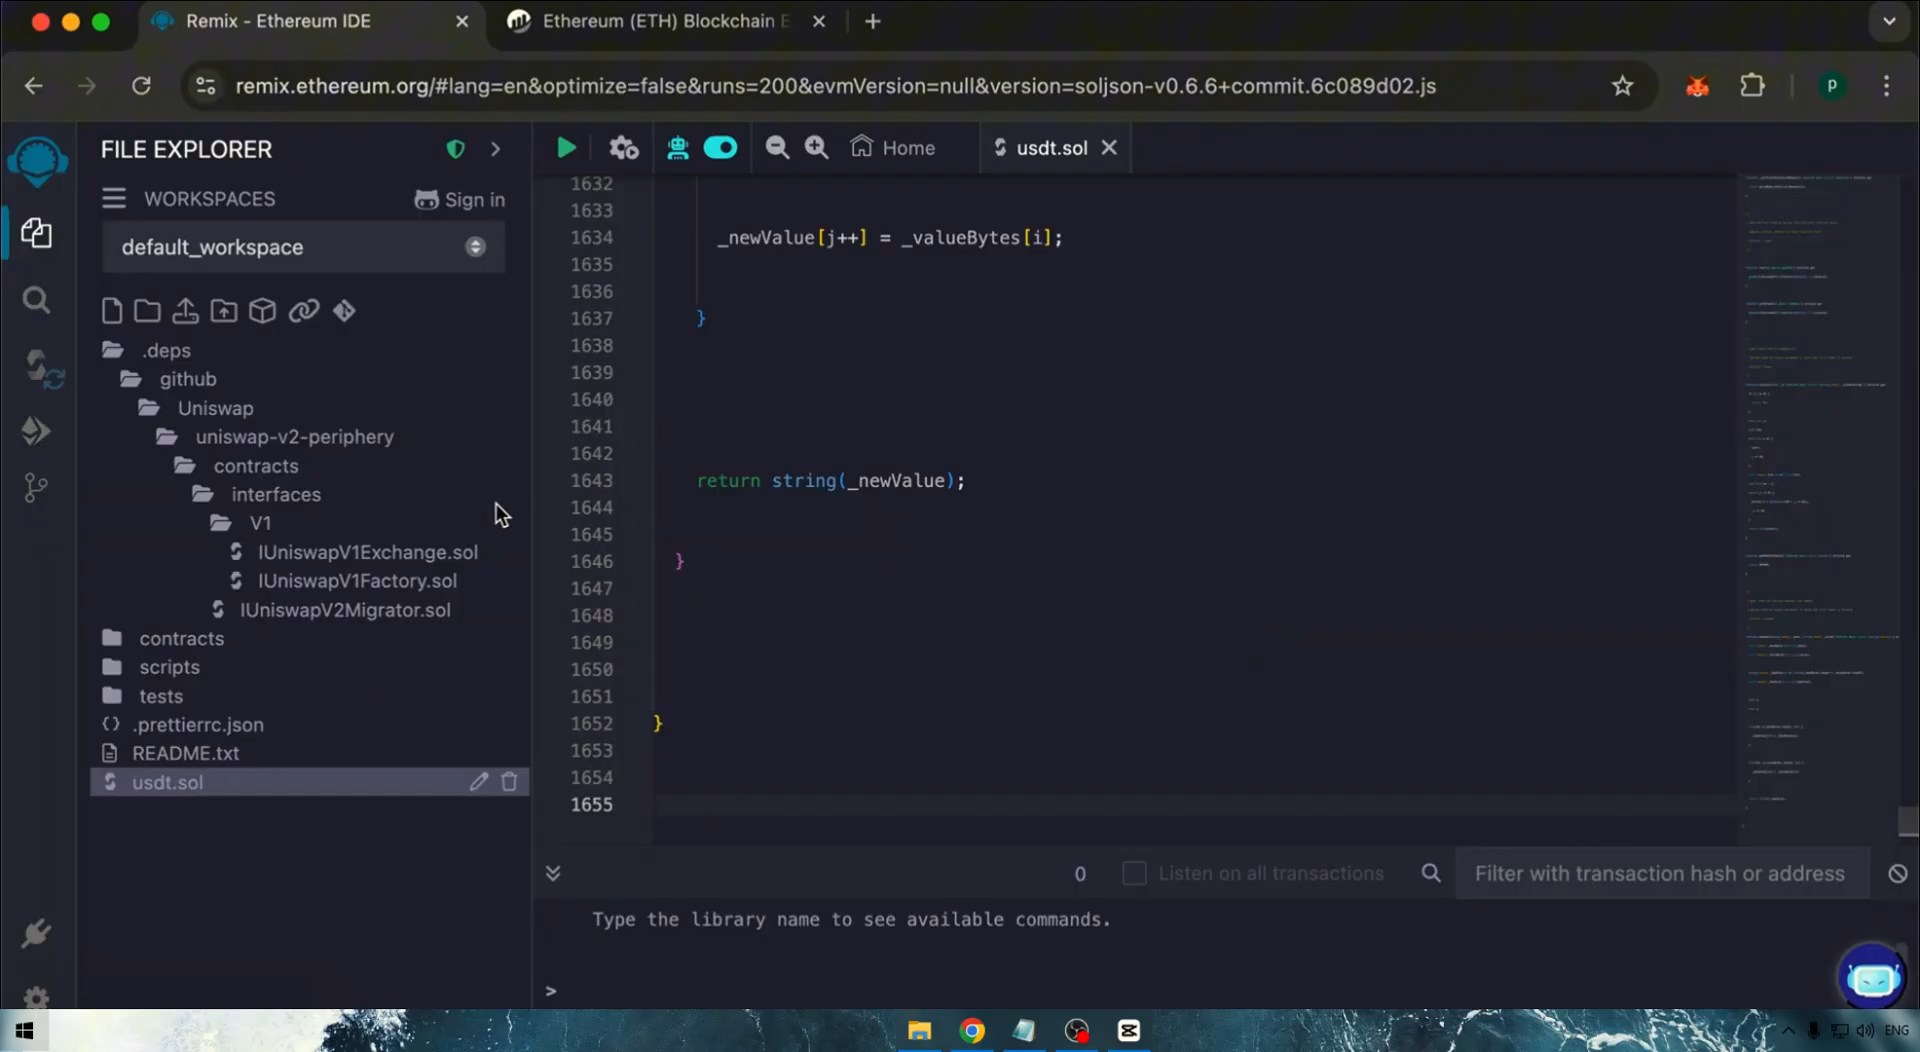 Remix - Ethereum IDE
Ethereum (ETH) Blockchain E
remix.ethereum.org/#lang=en&optimize=false&runs=200&evmVersion=null&version=soljson-v0.6.6+commit.6c089d02.js
p
FILE EXPLORER
Home
usdt.sol
WORKSPACES
Sign in
default_workspace
.deps
github
Uniswap
uniswap-v2-periphery
contracts
interfaces
V1
IUniswapV1Exchange.sol
IUniswapV1Factory.sol
IUniswapV2Migrator.sol
contracts
scripts
tests
.prettierrc.json
README.txt
usdt.sol
1632
1633
1634 _newValue[j++] = _valueBytes[i];
1635
1636
1637 }
1638
1639
1640
1641
1642
1643 return string(_newValue);
1644
1645
1646 }
1647
1648
1649
1650
1651
1652 }
1653
1654
1655
0
Listen on all transactions
Filter with transaction hash or address
Type the library name to see available commands.
>
ENG